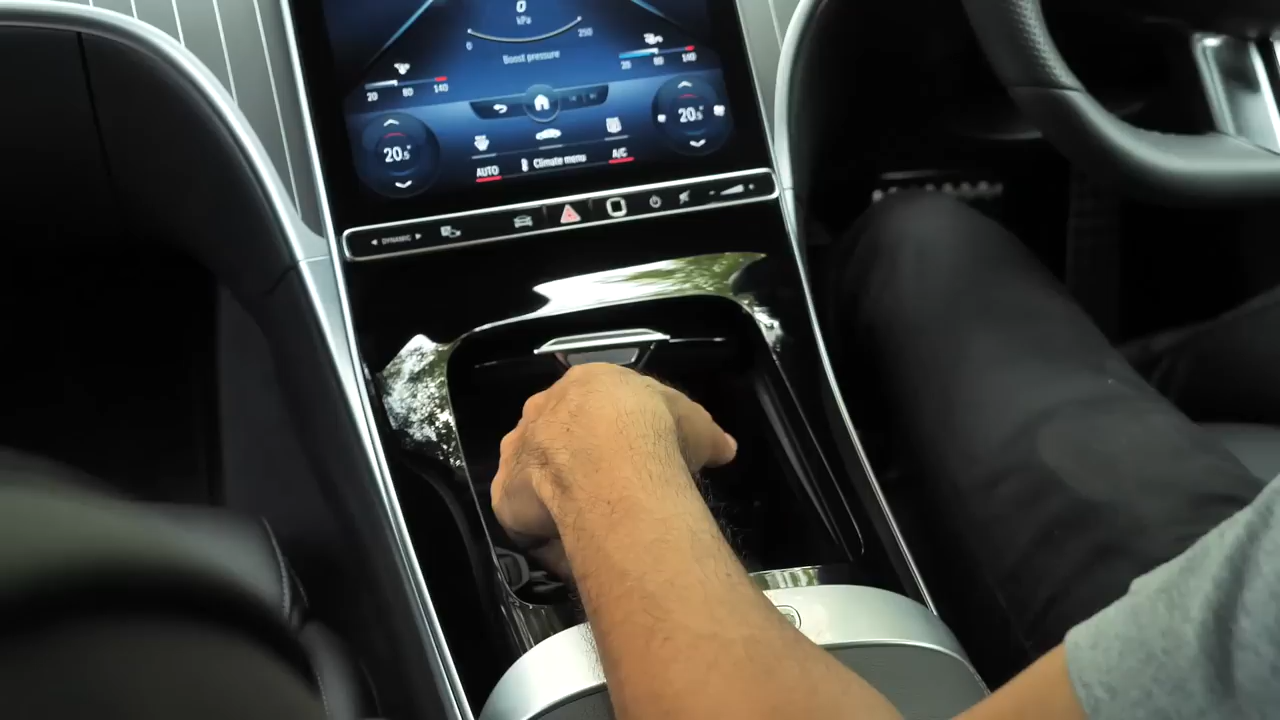 0
kPa
0 250
Boost pressure
20 80 140
20 80 140
20.5°
20.5°
AUTO Climate menu A/C
DYNAMIC